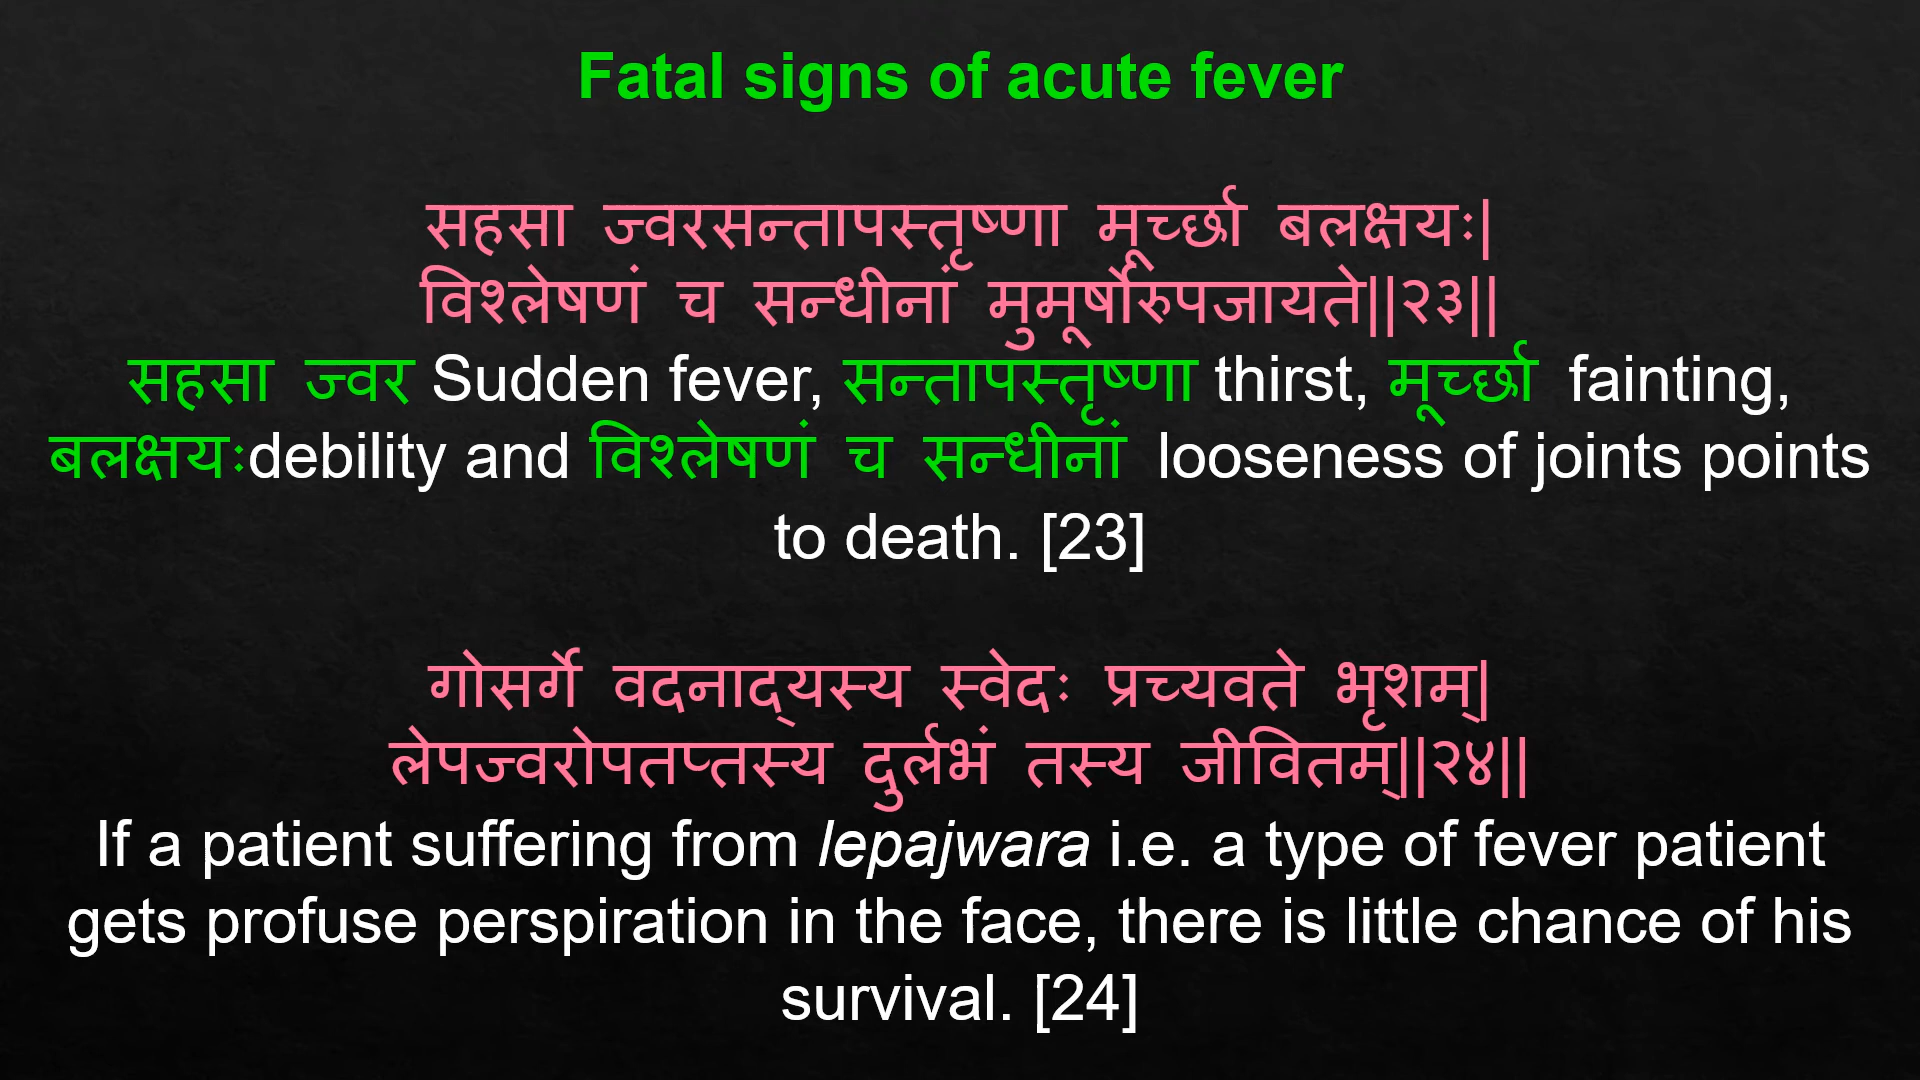 Fatal signs of acute fever
सहसा ज्वरसन्तापस्तृष्णा मूर्च्छा बलक्षयः|
विश्लेषणं च सन्धीनां मुमूर्षोरुपजायते||२३||
सहसा ज्वर Sudden fever, सन्तापस्तृष्णा thirst, मूर्च्छा fainting,
बलक्षयःdebility and विश्लेषणं च सन्धीनां looseness of joints points
to death. [23]
गोसर्गे वदनाद्यस्य स्वेदः प्रच्यवते भृशम्|
लेपज्वरोपतप्तस्य दुर्लभं तस्य जीवितम्||२४||
If a patient suffering from lepajwara i.e. a type of fever patient
gets profuse perspiration in the face, there is little chance of his
survival. [24]